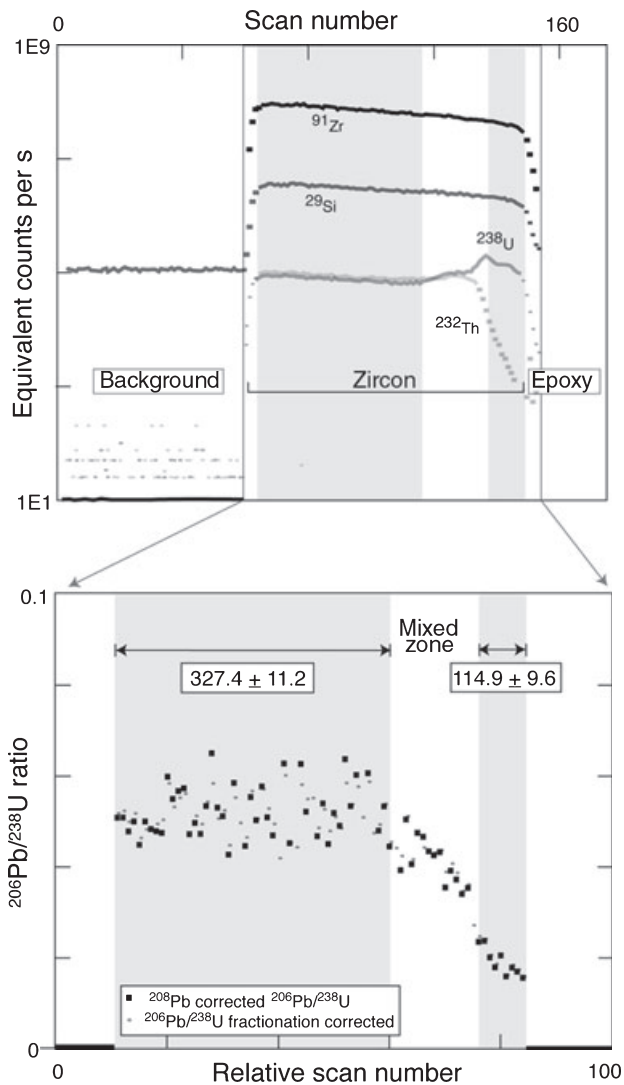 Scan number
0 160
1E9
Equivalent counts per s
91Zr
29Si
238U
232Th
Background Zircon Epoxy
1E1
0.1
Mixed
zone
327.4 ± 11.2 114.9 ± 9.6
206Pb/238U ratio
208Pb corrected 206Pb/238U
206Pb/238U fractionation corrected
0
0 Relative scan number 100